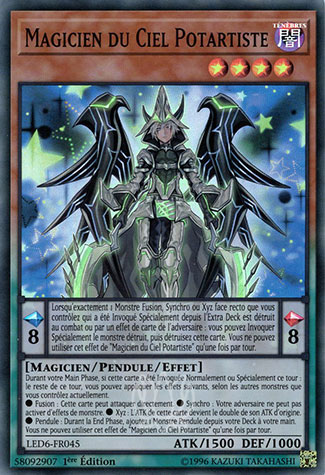 MAGICIEN DU CIEL POTARTISTE
TÉNÈBRES
闇
Lorsqu'exactement 1 Monstre Fusion, Synchro ou Xyz face recto que vous
contrôlez qui a été Invoqué Spécialement depuis l'Extra Deck est détruit
au combat ou par un effet de carte de l'adversaire : vous pouvez Invoquer
Spécialement le monstre détruit, puis détruisez cette carte. Vous ne pouvez
utiliser cet effet de "Magicien du Ciel Potartiste" qu'une fois par tour.
8
8
[MAGICIEN/PENDULE/EFFET]
Durant votre Main Phase, si cette carte a été Invoquée Normalement ou Spécialement ce tour :
le reste de ce tour, vous pouvez appliquer les effets suivants, selon les autres monstres que
vous contrôlez actuellement.
● Fusion : Cette carte peut attaquer directement. ● Synchro : Votre adversaire ne peut pas
activer d'effets de monstre. ● Xyz : L'ATK de cette carte devient le double de son ATK d'origine.
● Pendule : Durant la End Phase, ajoutez 1 Monstre Pendule depuis votre Deck à votre main.
Vous ne pouvez utiliser cet effet de "Magicien du Ciel Potartiste" qu'une fois par tour.
LED6-FR045
ATK/1500 DEF/1000
58092907
1ère Édition
©1996 KAZUKI TAKAHASHI